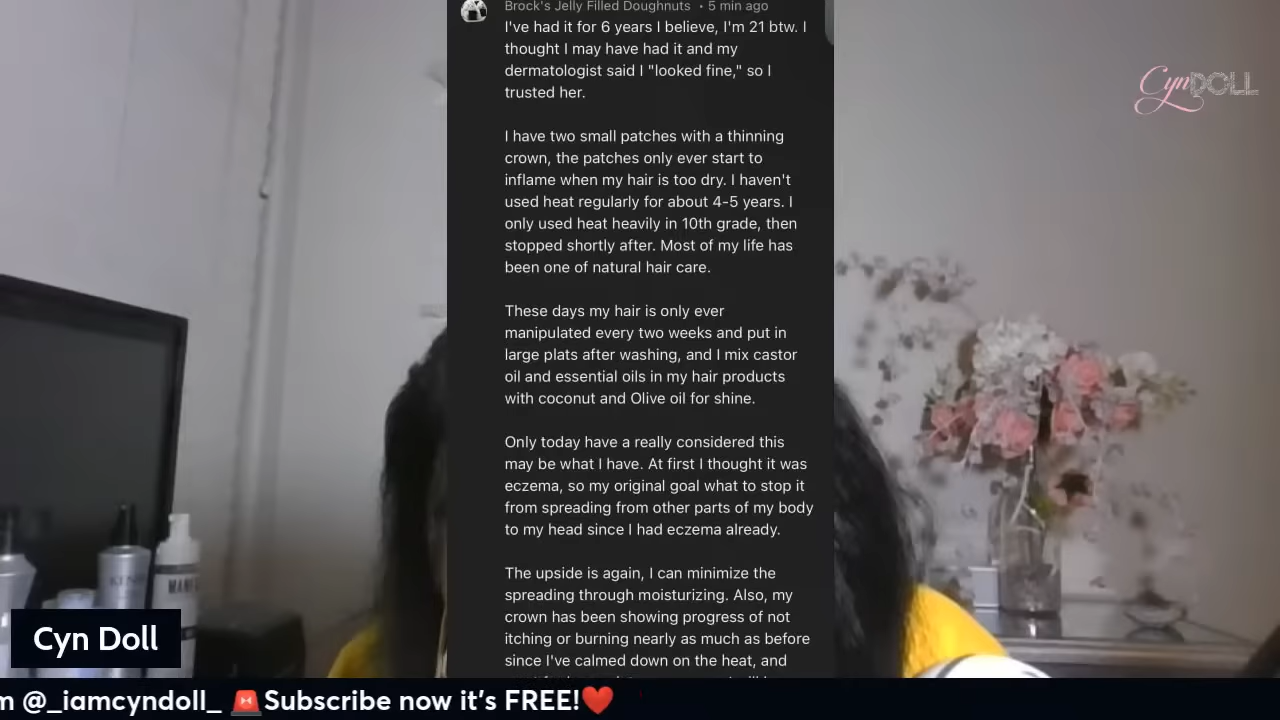 Brock's Jelly Filled Doughnuts • 5 min ago
I've had it for 6 years I believe, I'm 21 btw. I
thought I may have had it and my
dermatologist said I "looked fine," so I
trusted her.
I have two small patches with a thinning
crown, the patches only ever start to
inflame when my hair is too dry. I haven't
used heat regularly for about 4-5 years. I
only used heat heavily in 10th grade, then
stopped shortly after. Most of my life has
been one of natural hair care.
These days my hair is only ever
manipulated every two weeks and put in
large plats after washing, and I mix castor
oil and essential oils in my hair products
with coconut and Olive oil for shine.
Only today have a really considered this
may be what I have. At first I thought it was
eczema, so my original goal what to stop it
from spreading from other parts of my body
to my head since I had eczema already.
The upside is again, I can minimize the
spreading through moisturizing. Also, my
crown has been showing progress of not
itching or burning nearly as much as before
since I've calmed down on the heat, and
CynDOLL
Cyn Doll
m @_iamcyndoll_ 🚨Subscribe now it's FREE!❤️